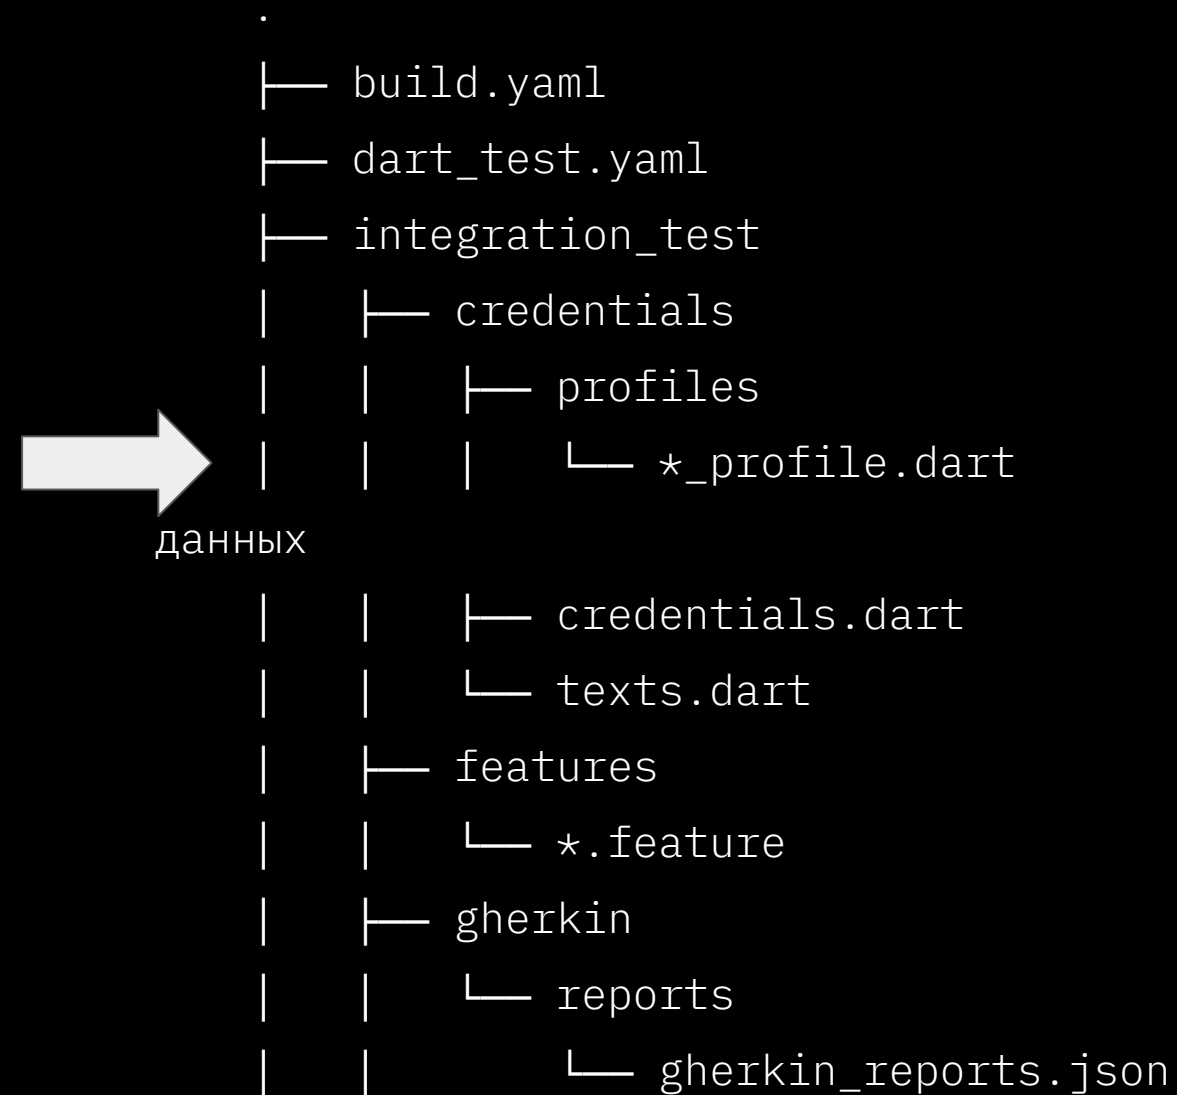 .
├── build.yaml
├── dart_test.yaml
├── integration_test
│   ├── credentials
│   │   ├── profiles
│   │   │   └── *_profile.dart
данных
│   │   ├── credentials.dart
│   │   └── texts.dart
│   ├── features
│   │   └── *.feature
│   ├── gherkin
│   │   └── reports
│   │       └── gherkin_reports.json